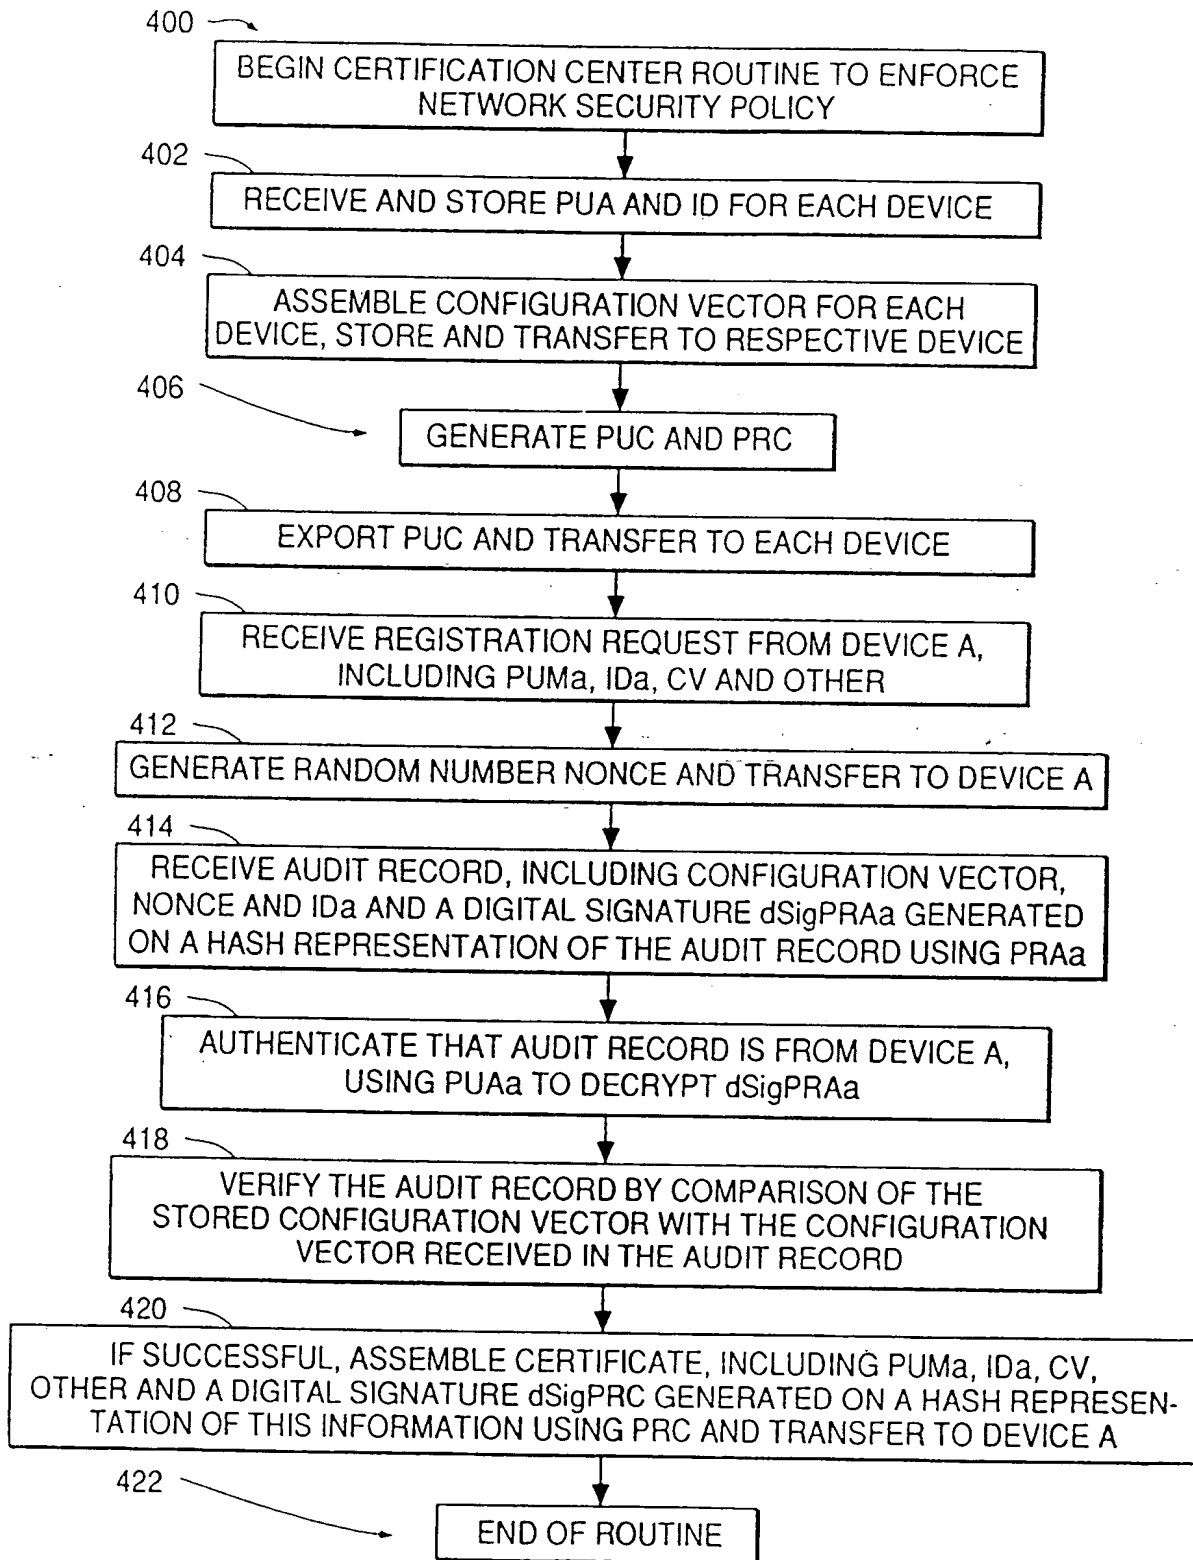 400
BEGIN CERTIFICATION CENTER ROUTINE TO ENFORCE
NETWORK SECURITY POLICY
402
RECEIVE AND STORE PUA AND ID FOR EACH DEVICE
404
ASSEMBLE CONFIGURATION VECTOR FOR EACH
DEVICE, STORE AND TRANSFER TO RESPECTIVE DEVICE
406
GENERATE PUC AND PRC
408
EXPORT PUC AND TRANSFER TO EACH DEVICE
410
RECEIVE REGISTRATION REQUEST FROM DEVICE A,
INCLUDING PUMa, IDa, CV AND OTHER
412
GENERATE RANDOM NUMBER NONCE AND TRANSFER TO DEVICE A
414
RECEIVE AUDIT RECORD, INCLUDING CONFIGURATION VECTOR,
NONCE AND IDa AND A DIGITAL SIGNATURE dSigPRAa GENERATED
ON A HASH REPRESENTATION OF THE AUDIT RECORD USING PRAa
416
AUTHENTICATE THAT AUDIT RECORD IS FROM DEVICE A,
USING PUAa TO DECRYPT dSigPRAa
418
VERIFY THE AUDIT RECORD BY COMPARISON OF THE
STORED CONFIGURATION VECTOR WITH THE CONFIGURATION
VECTOR RECEIVED IN THE AUDIT RECORD
420
IF SUCCESSFUL, ASSEMBLE CERTIFICATE, INCLUDING PUMa, IDa, CV,
OTHER AND A DIGITAL SIGNATURE dSigPRC GENERATED ON A HASH REPRESEN-
TATION OF THIS INFORMATION USING PRC AND TRANSFER TO DEVICE A
422
END OF ROUTINE